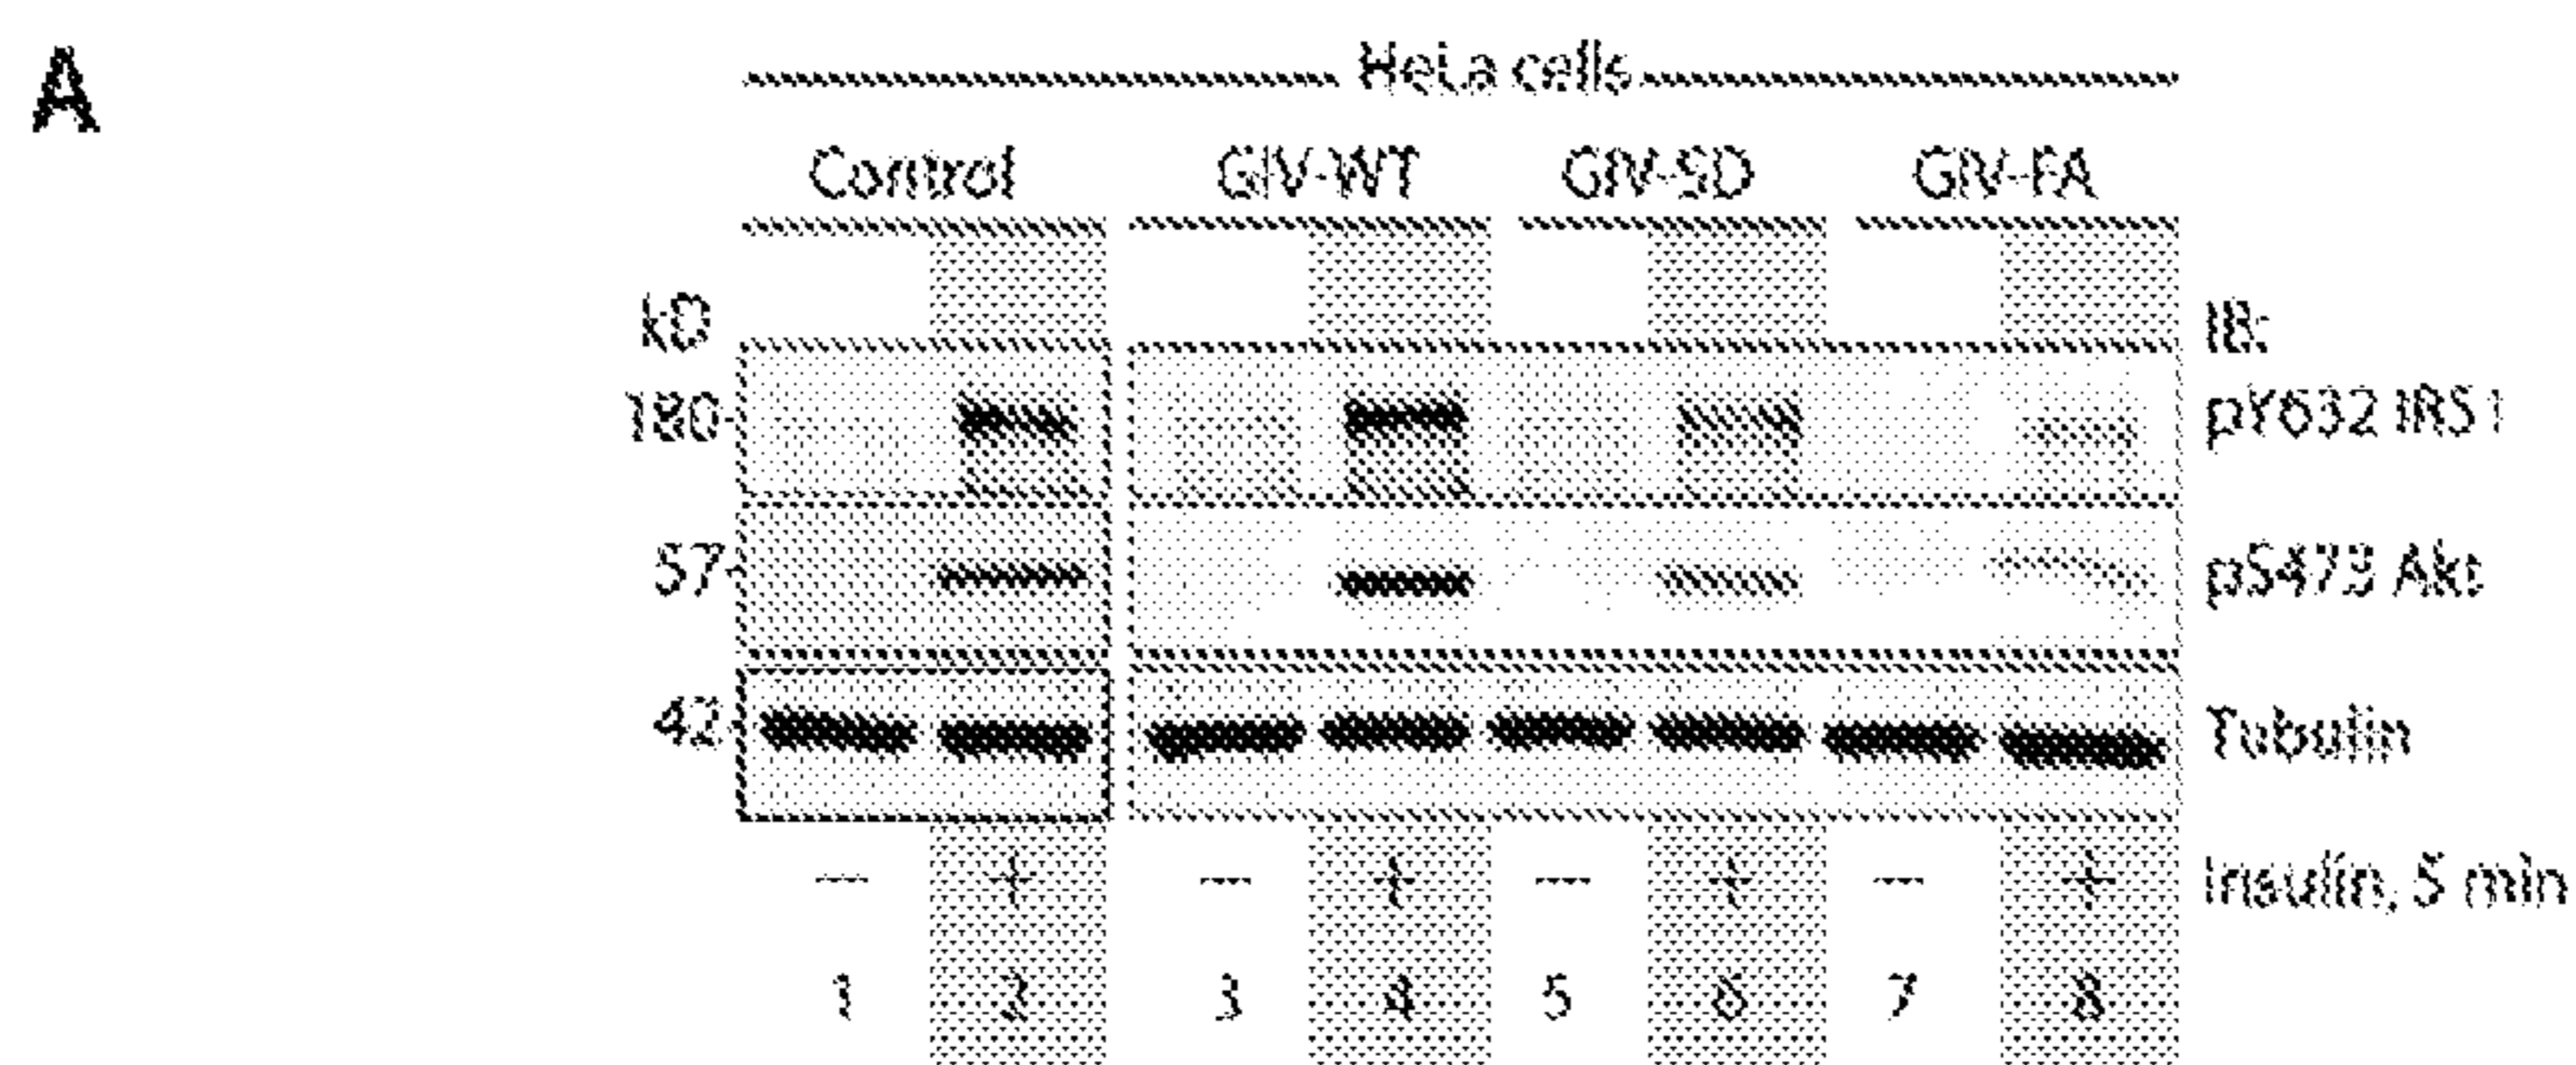 A
HeLa cells
Control GIV-WT GIV-SD GIV-FA
kD IB:
180 pY632 IRS1
57 pS473 Akt
42 Tubulin
– + – + – + – + Insulin, 5 min
1 2 3 4 5 6 7 8